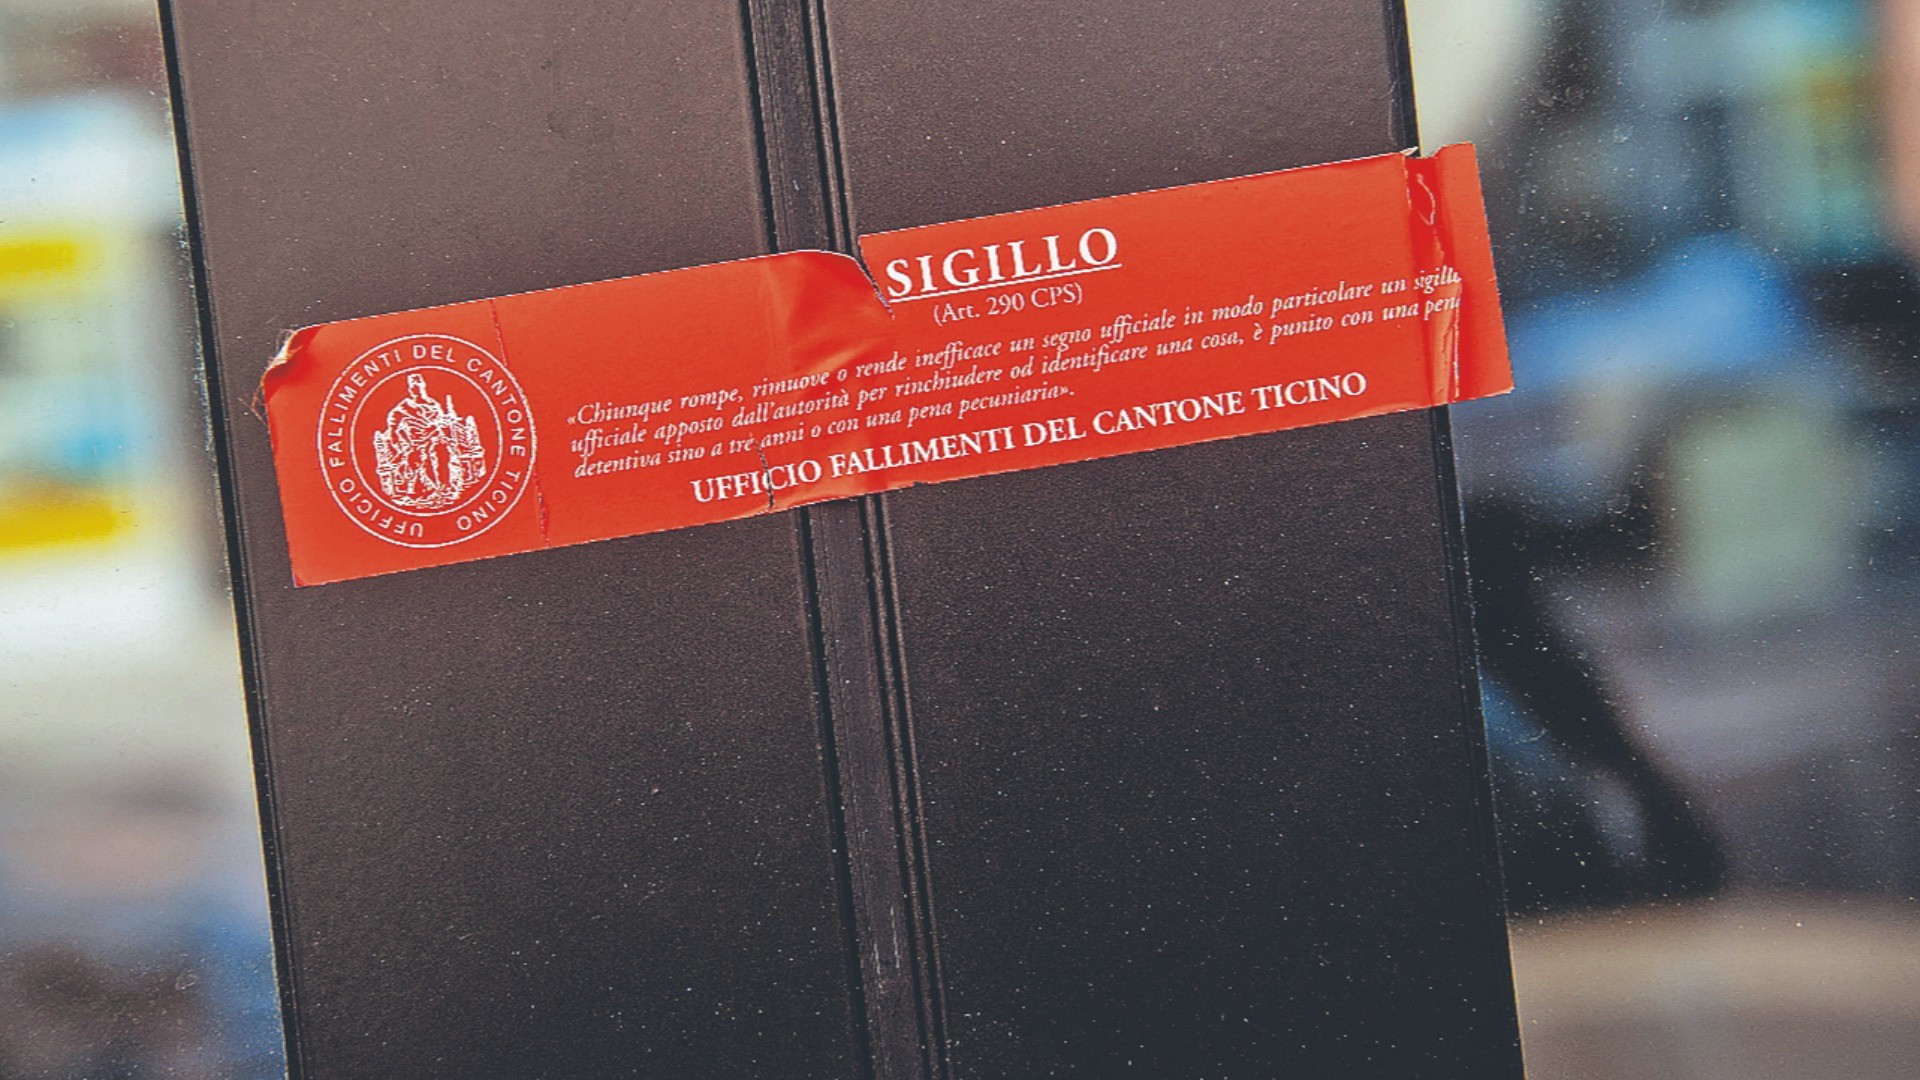 SIGILLO
(Art. 290 CPS)
«Chiunque rompe, rimuove o rende inefficace un segno ufficiale in modo particolare un sigillo
ufficiale apposto dall'autorità per rinchiudere od identificare una cosa, è punito con una pena
detentiva sino a tre anni o con una pena pecuniaria».
UFFICIO FALLIMENTI DEL CANTONE TICINO
UFFICIO FALLIMENTI DEL CANTONE TICINO